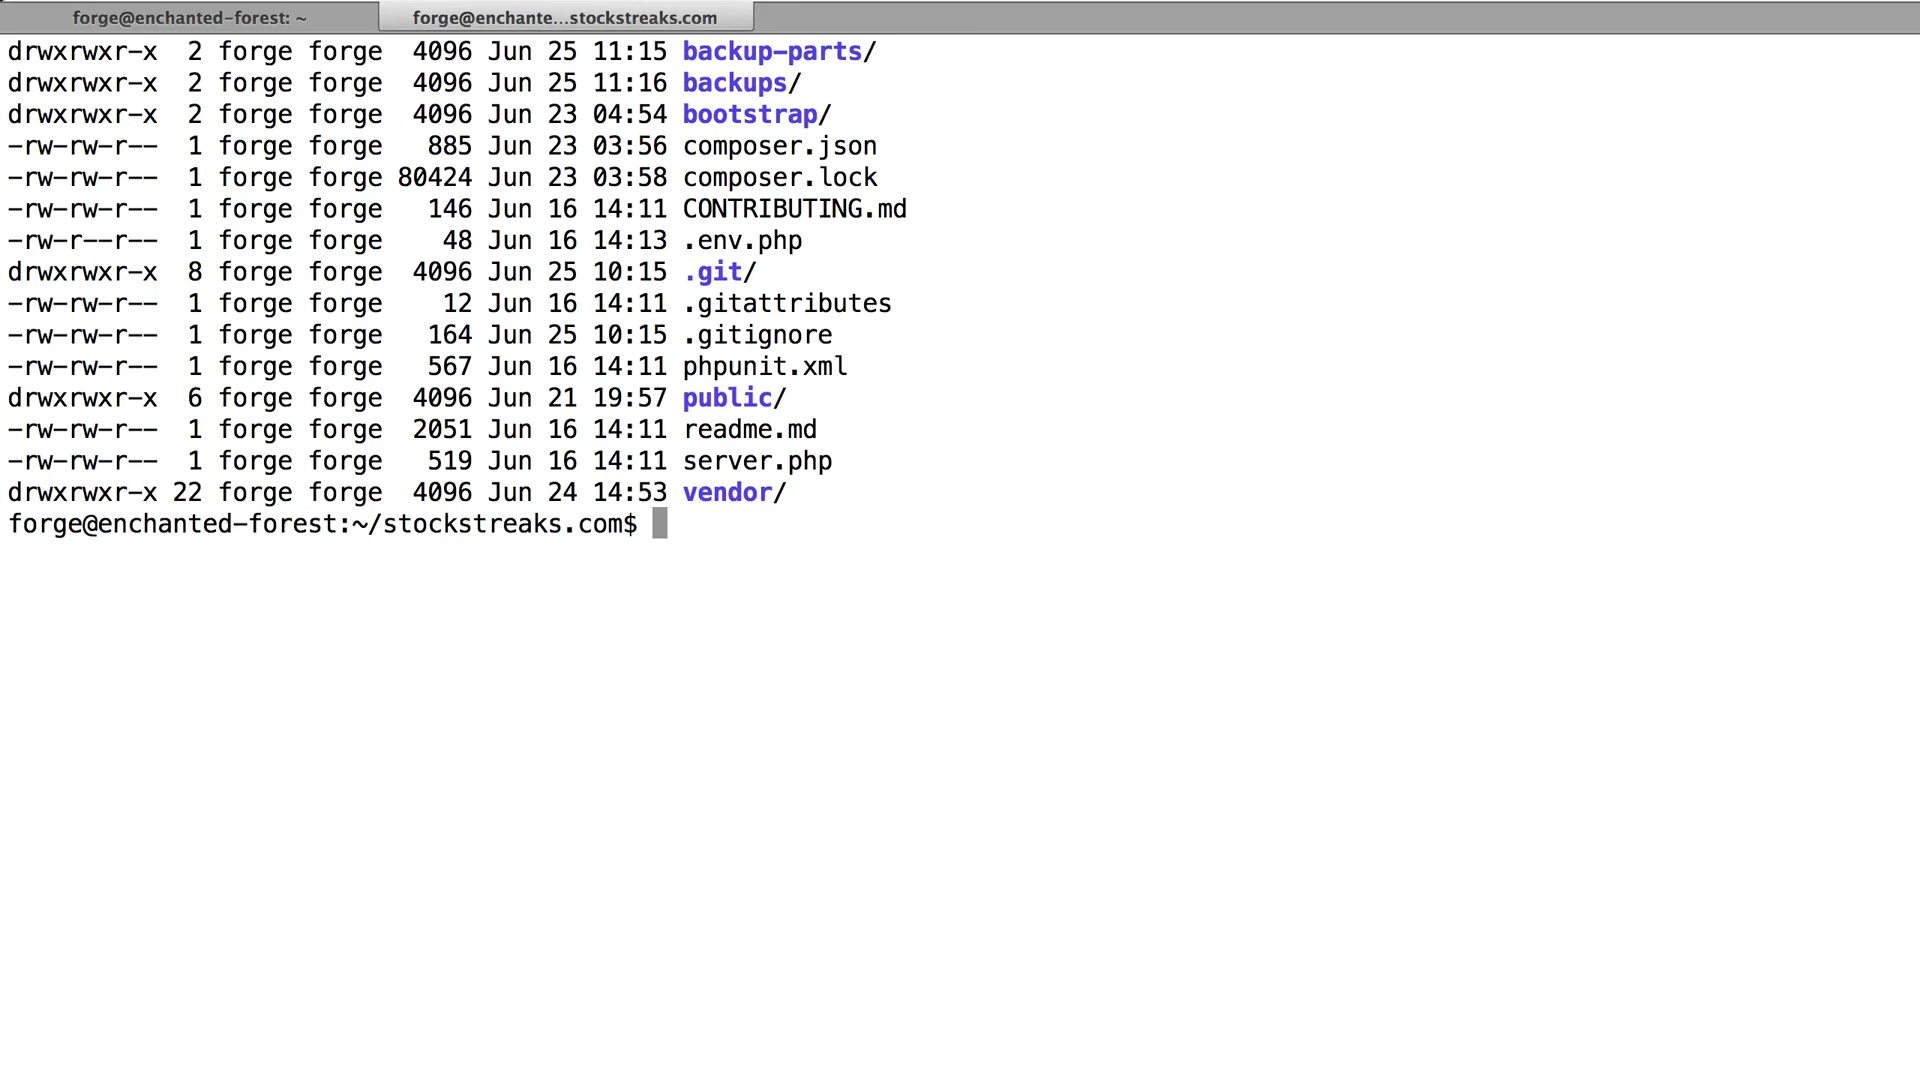 forge@enchanted-forest: ~
forge@enchante...stockstreaks.com
drwxrwxr-x  2 forge forge  4096 Jun 25 11:15 backup-parts/
drwxrwxr-x  2 forge forge  4096 Jun 25 11:16 backups/
drwxrwxr-x  2 forge forge  4096 Jun 23 04:54 bootstrap/
-rw-rw-r--  1 forge forge   885 Jun 23 03:56 composer.json
-rw-rw-r--  1 forge forge 80424 Jun 23 03:58 composer.lock
-rw-rw-r--  1 forge forge   146 Jun 16 14:11 CONTRIBUTING.md
-rw-r--r--  1 forge forge    48 Jun 16 14:13 .env.php
drwxrwxr-x  8 forge forge  4096 Jun 25 10:15 .git/
-rw-rw-r--  1 forge forge    12 Jun 16 14:11 .gitattributes
-rw-rw-r--  1 forge forge   164 Jun 25 10:15 .gitignore
-rw-rw-r--  1 forge forge   567 Jun 16 14:11 phpunit.xml
drwxrwxr-x  6 forge forge  4096 Jun 21 19:57 public/
-rw-rw-r--  1 forge forge  2051 Jun 16 14:11 readme.md
-rw-rw-r--  1 forge forge   519 Jun 16 14:11 server.php
drwxrwxr-x 22 forge forge  4096 Jun 24 14:53 vendor/
forge@enchanted-forest:~/stockstreaks.com$